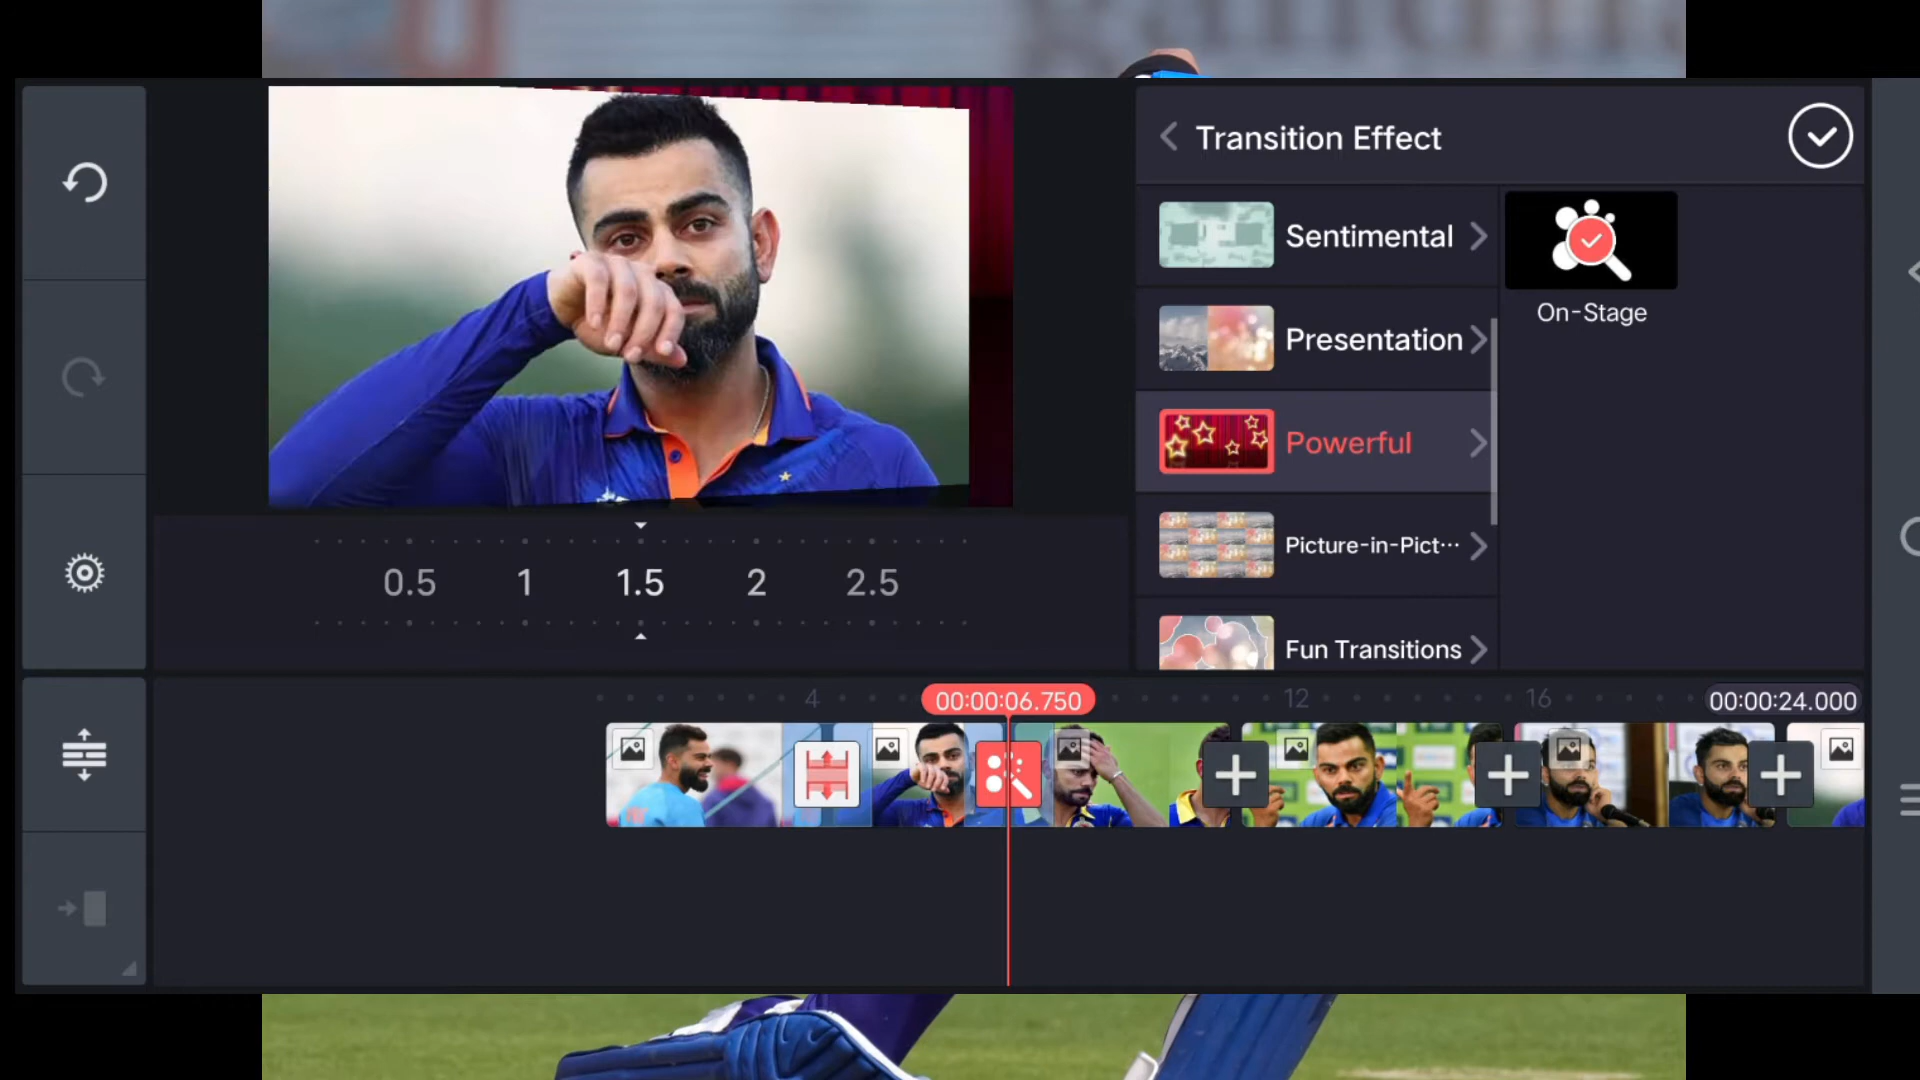 Transition Effect
Sentimental
On-Stage
Presentation
Powerful
Picture-in-Pict···
Fun Transitions
0.5 1 1.5 2 2.5
4 00:00:06.750 12 16 00:00:24.000